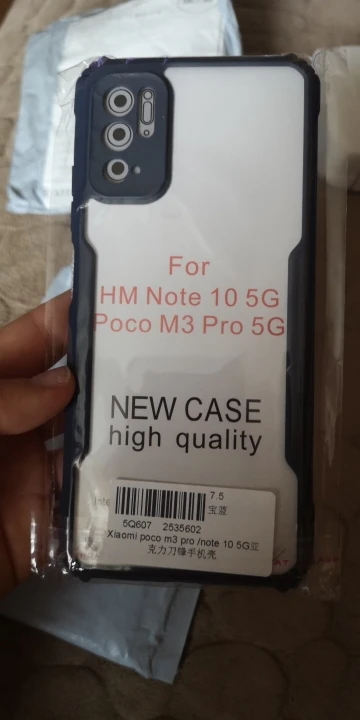 For
HM Note 10 5G
Poco M3 Pro 5G
NEW CASE
high quality
7.5
宝蓝
5Q607 2535602
Xiaomi poco m3 pro /note 10 5G亚
克力刀锋手机壳